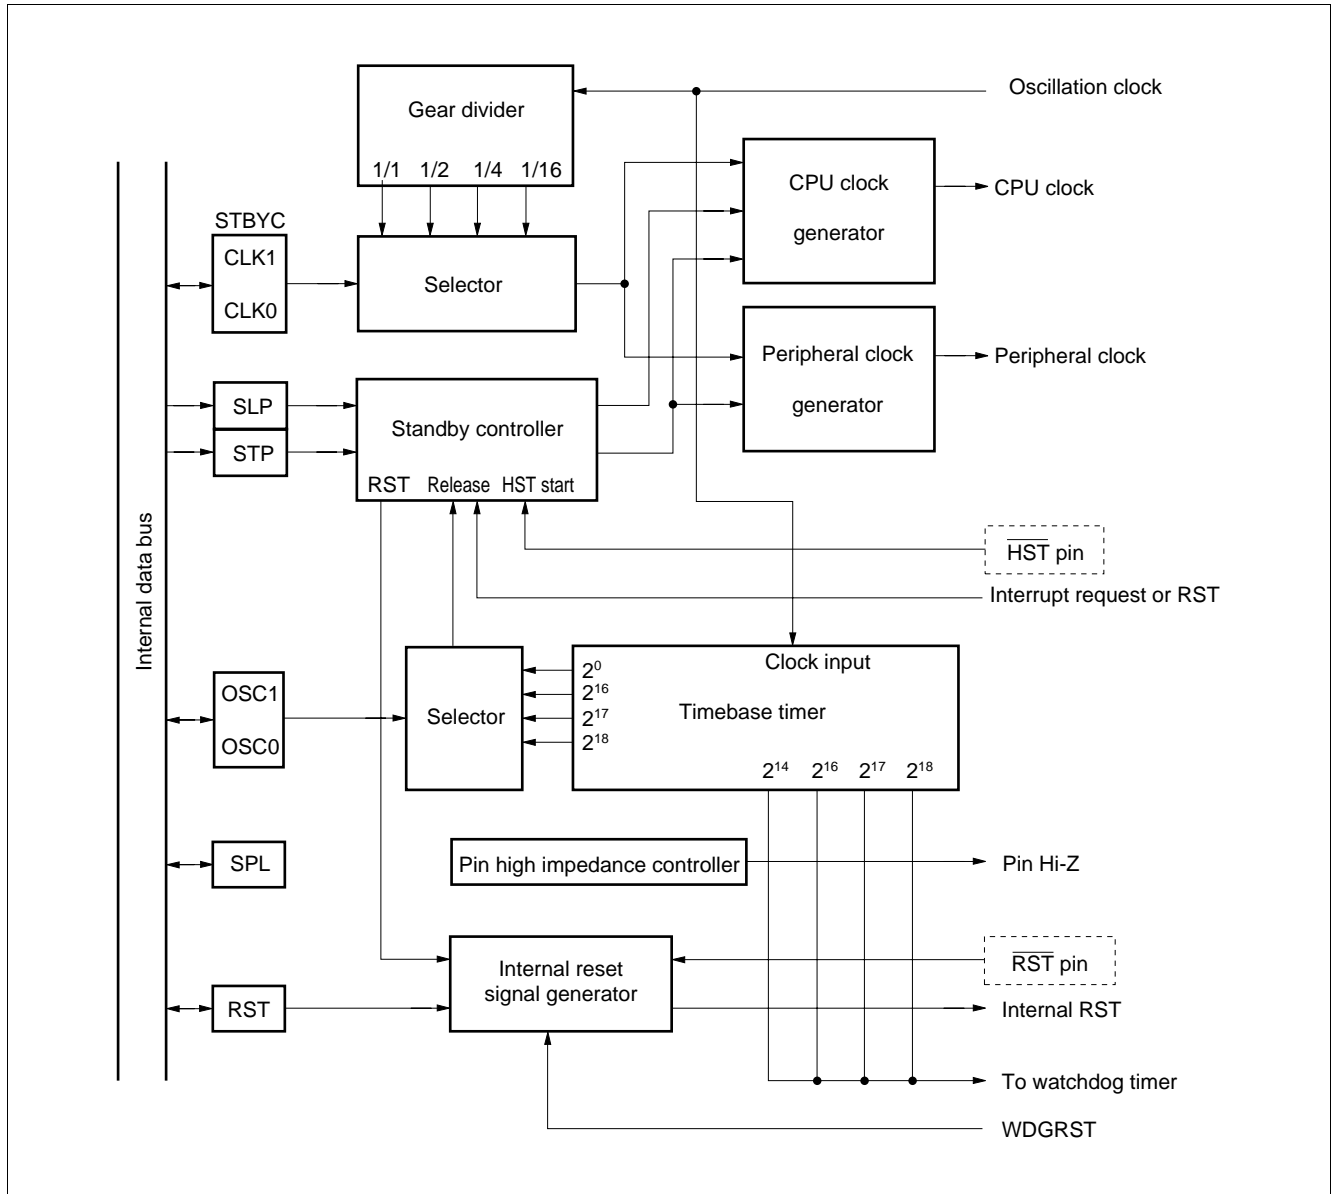 Oscillation clock
Gear divider
1/1 1/2 1/4 1/16
CPU clock
generator
CPU clock
STBYC
CLK1
CLK0
Selector
Peripheral clock
generator
Peripheral clock
SLP
STP
Standby controller
RST Release HST start
Internal data bus
HST pin
Interrupt request or RST
Clock input
Timebase timer
2⁰
2¹⁶
2¹⁷
2¹⁸
2¹⁴ 2¹⁶ 2¹⁷ 2¹⁸
OSC1
OSC0
Selector
SPL
Pin high impedance controller
Pin Hi-Z
Internal reset
signal generator
RST pin
RST
Internal RST
To watchdog timer
WDGRST